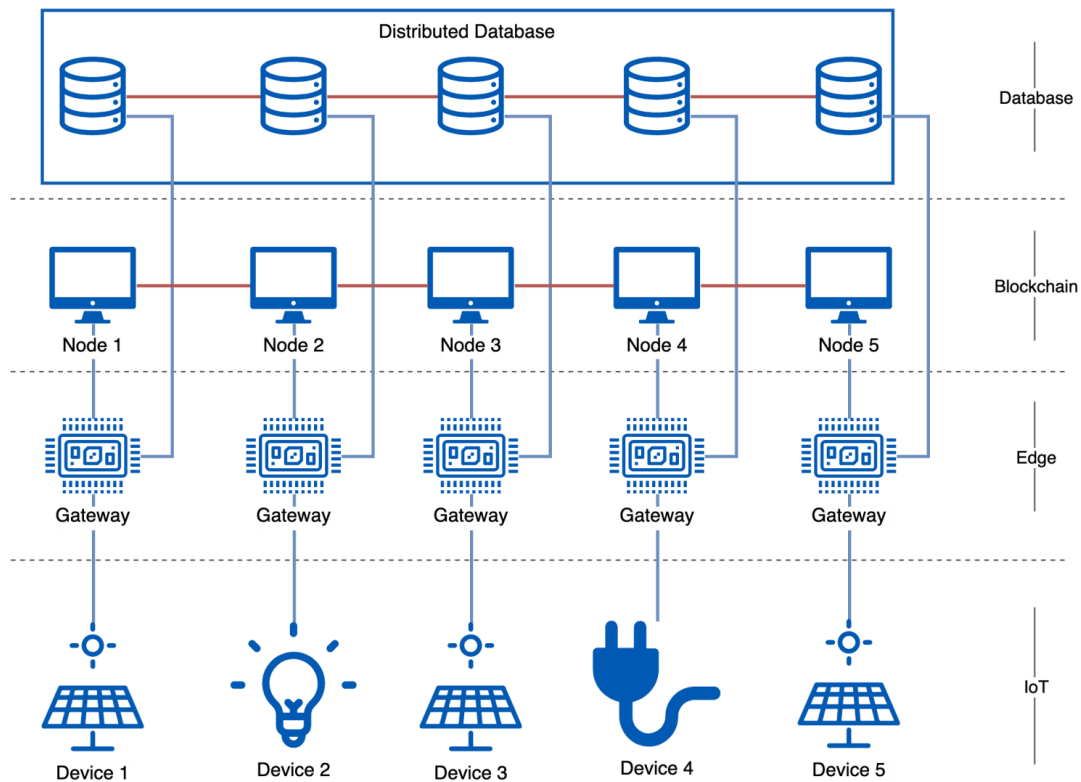 Distributed Database
Database
Blockchain
Node 1
Node 2
Node 3
Node 4
Node 5
Edge
Gateway
Gateway
Gateway
Gateway
Gateway
IoT
Device 1
Device 2
Device 3
Device 4
Device 5